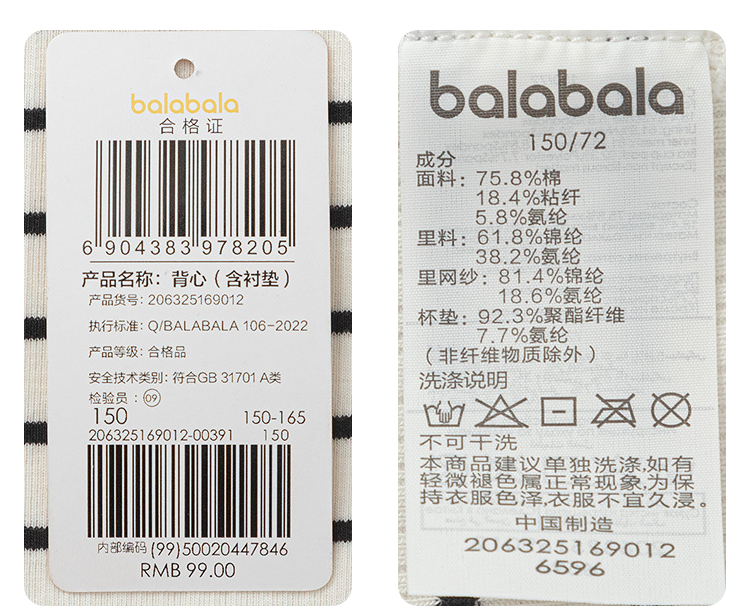 balabala
合格证
6 904383 978205
产品名称：背心（含衬垫）
产品货号：206325169012
执行标准：Q/BALABALA 106-2022
产品等级：合格品
安全技术类别：符合GB 31701 A类
检验员：09
150 150-165
206325169012-00391 150
内部编码 (99)50020447846
RMB 99.00
balabala
150/72
成分
面料：75.8%棉
18.4%粘纤
5.8%氨纶
里料：61.8%锦纶
38.2%氨纶
里网纱：81.4%锦纶
18.6%氨纶
杯垫：92.3%聚酯纤维
7.7%氨纶
（非纤维物质除外）
洗涤说明
不可干洗
本商品建议单独洗涤,如有
轻微褪色属正常现象,为保
持衣服色泽,衣服不宜久浸。
中国制造
206325169012
6596